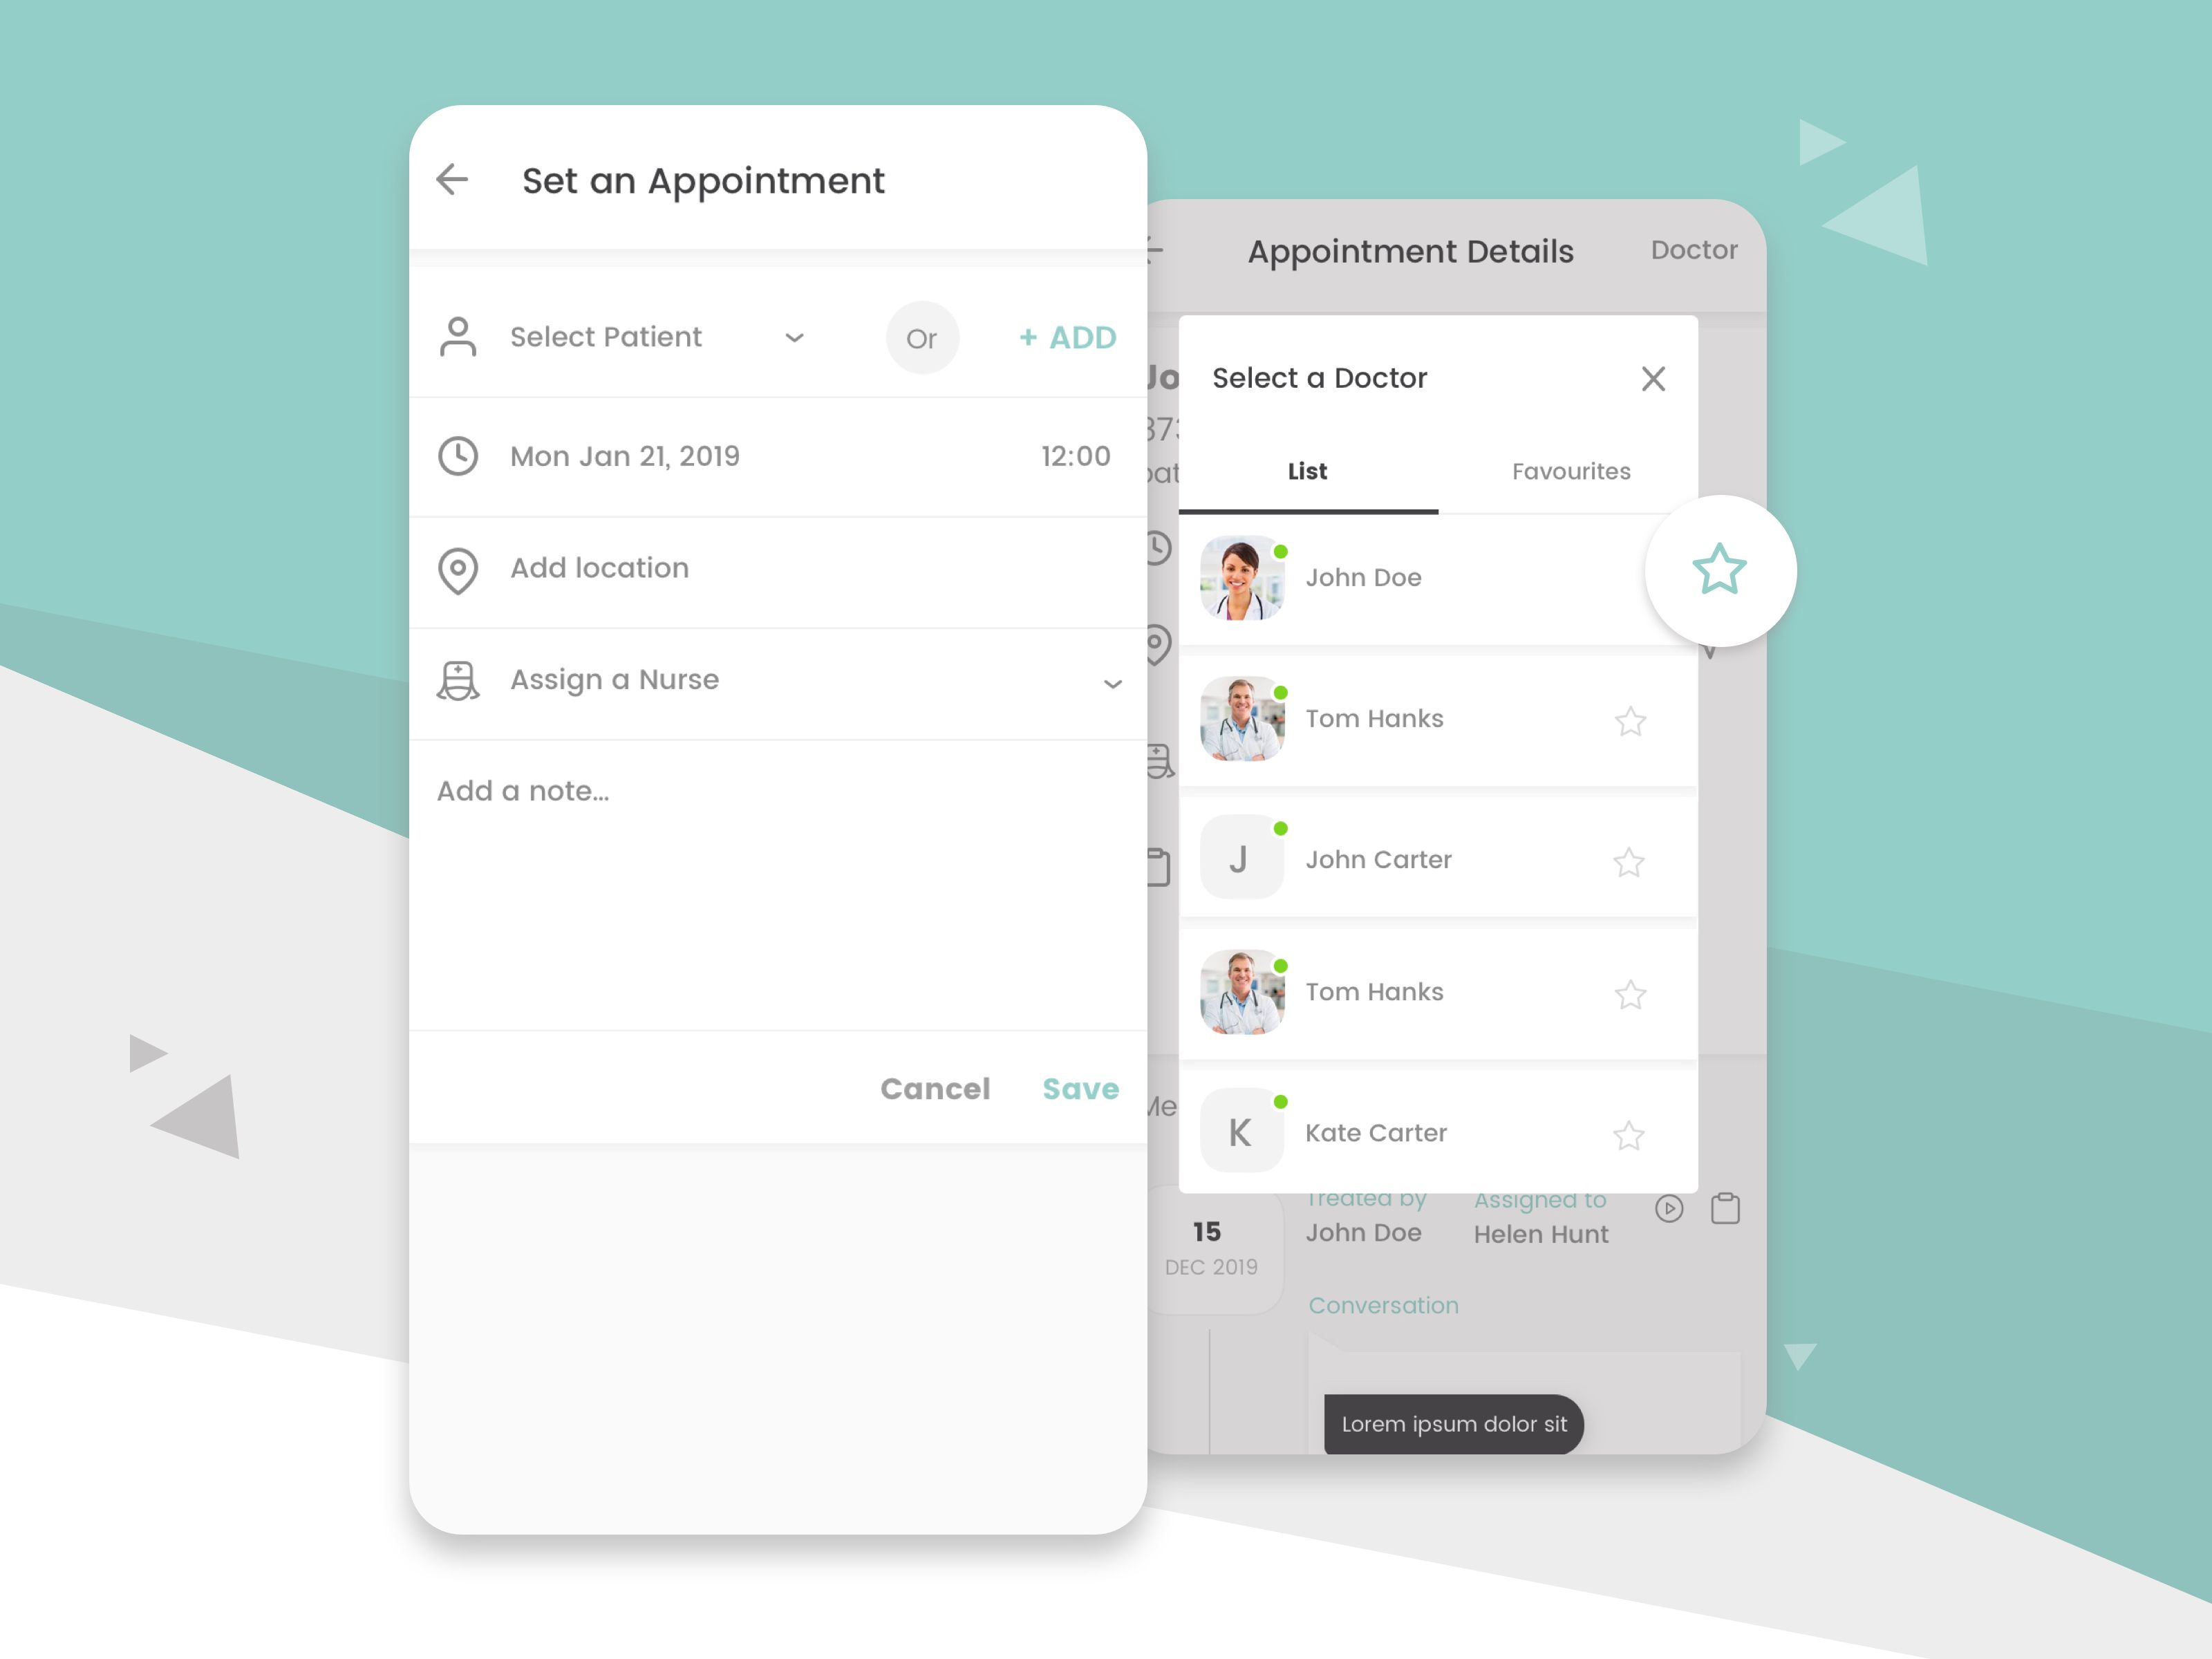 Set an Appointment
Select Patient
Or
+ ADD
Mon Jan 21, 2019
12:00
Add location
Assign a Nurse
Add a note...
Cancel
Save
Appointment Details
Doctor
Jo
373
pat
Select a Doctor
List
Favourites
John Doe
Tom Hanks
J
John Carter
Tom Hanks
K
Kate Carter
Me
Treated by
Assigned to
John Doe
Helen Hunt
15
DEC 2019
Conversation
Lorem ipsum dolor sit